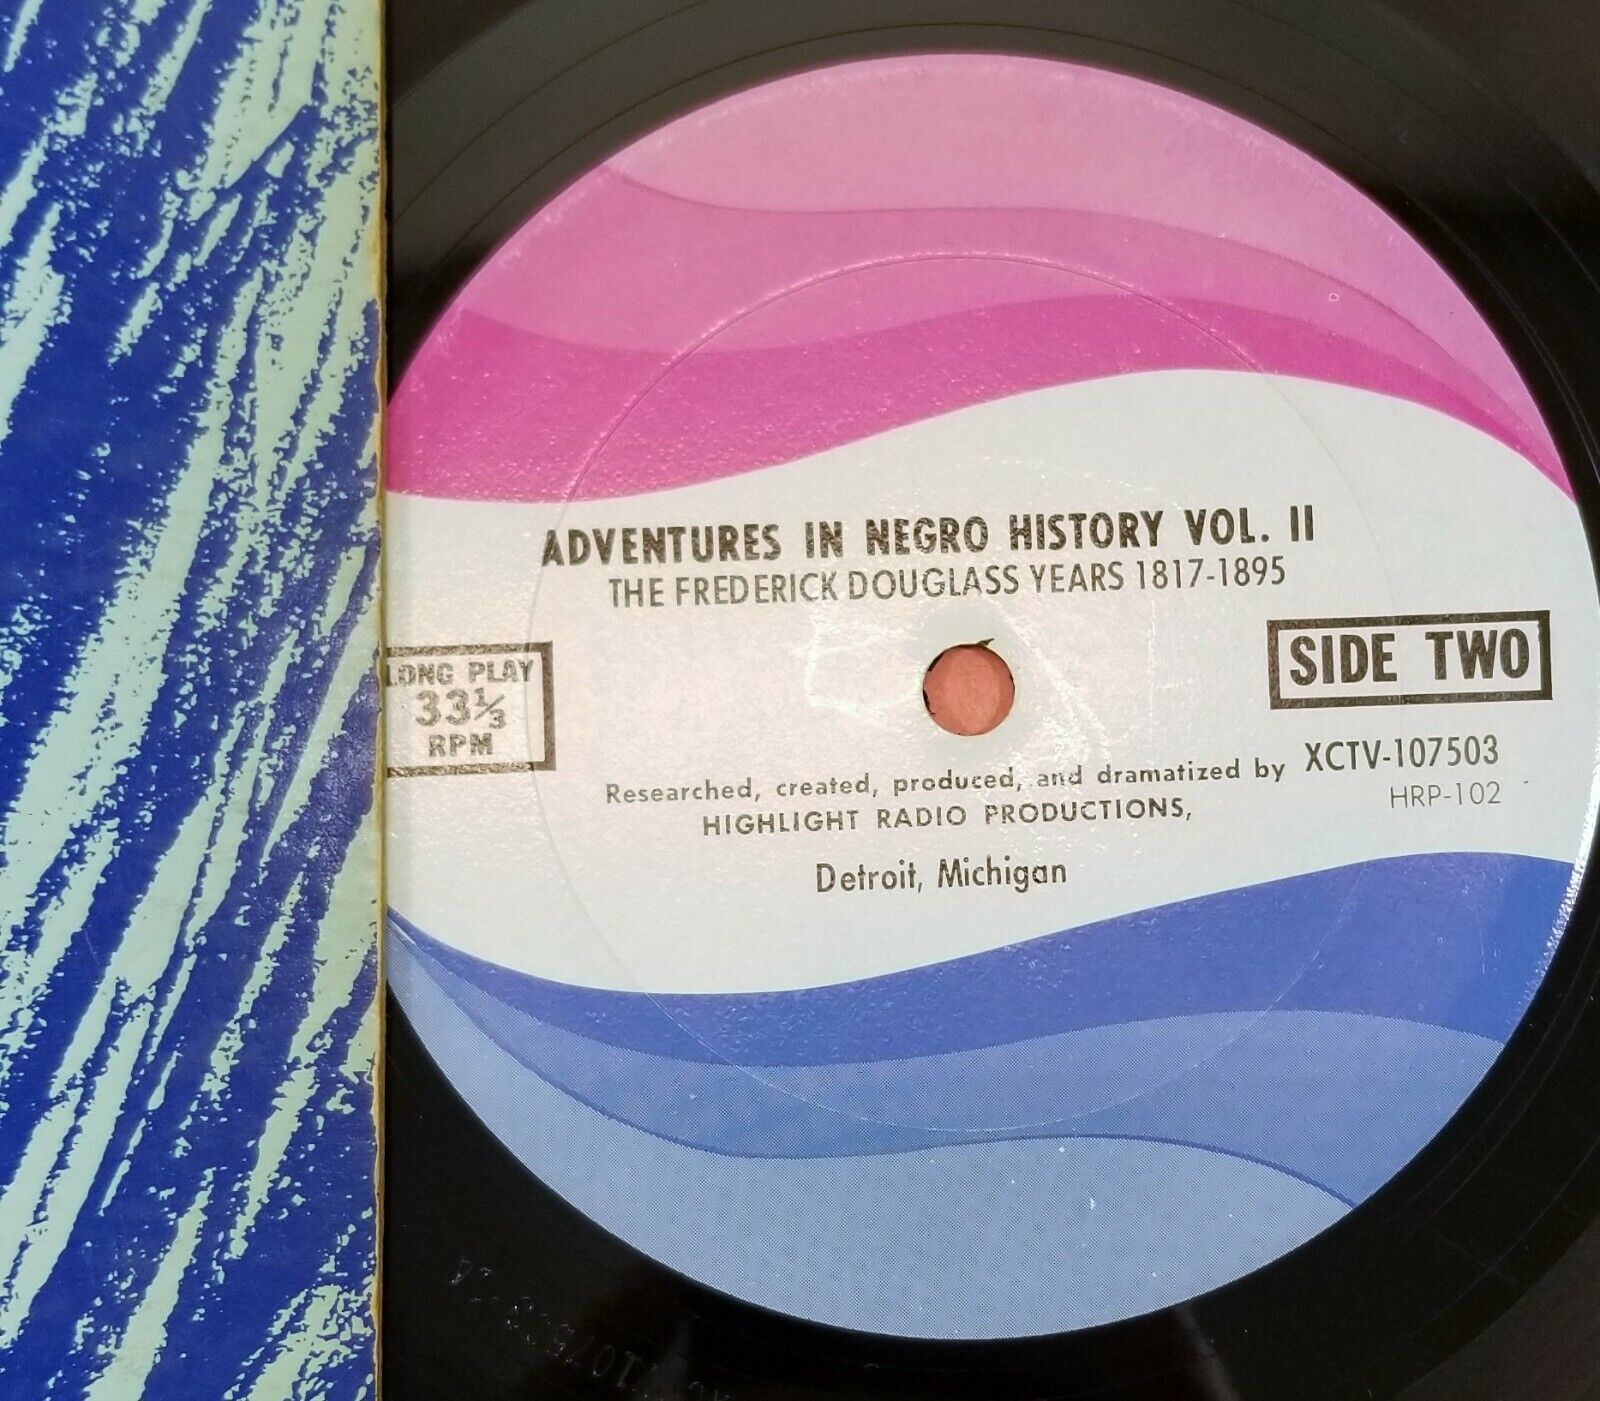 ADVENTURES IN NEGRO HISTORY VOL. II
THE FREDERICK DOUGLASS YEARS 1817-1895
LONG PLAY
33⅓
RPM
SIDE TWO
XCTV-107503
HRP-102
Researched, created, produced, and dramatized by
HIGHLIGHT RADIO PRODUCTIONS,
Detroit, Michigan